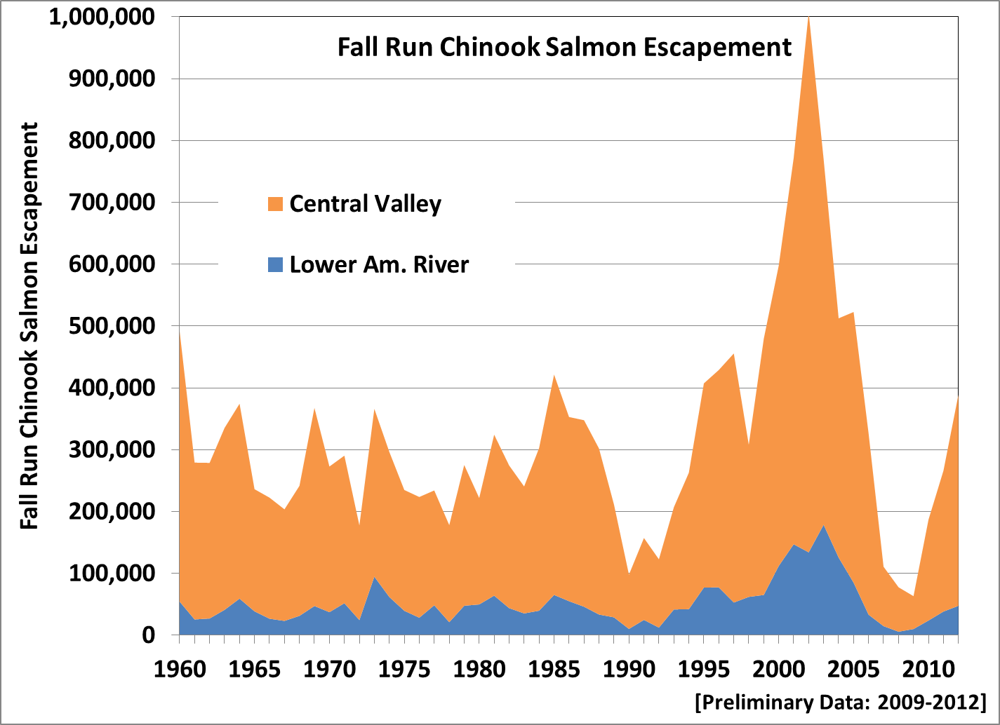 Fall Run Chinook Salmon Escapement
Fall Run Chinook Salmon Escapement
1,000,000
900,000
800,000
700,000
600,000
500,000
400,000
300,000
200,000
100,000
0
Central Valley
Lower Am. River
1960 1965 1970 1975 1980 1985 1990 1995 2000 2005 2010
[Preliminary Data: 2009-2012]